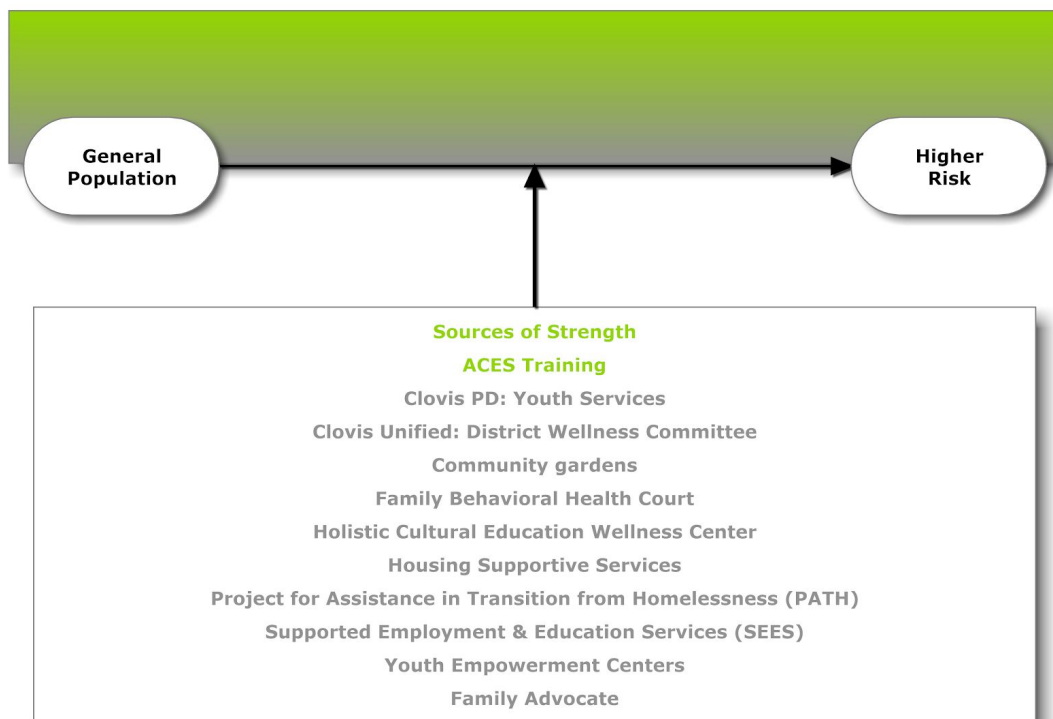 General
Population
Higher
Risk
Sources of Strength
ACES Training
Clovis PD: Youth Services
Clovis Unified: District Wellness Committee
Community gardens
Family Behavioral Health Court
Holistic Cultural Education Wellness Center
Housing Supportive Services
Project for Assistance in Transition from Homelessness (PATH)
Supported Employment & Education Services (SEES)
Youth Empowerment Centers
Family Advocate